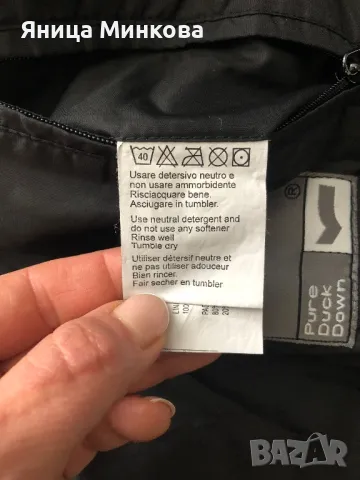 Яница Минкова
40
Usare detersivo neutro e
non usare ammorbidente
Risciacquare bene.
Asciugare in tumbler.
Use neutral detergent and
do not use any softener
Rinse well
Tumble dry
Utiliser détersif neutre et
ne pas utiliser adouceur
Bien rincer.
Fair secher en tumbler
®
Pure
Duck
Down
BAZAR